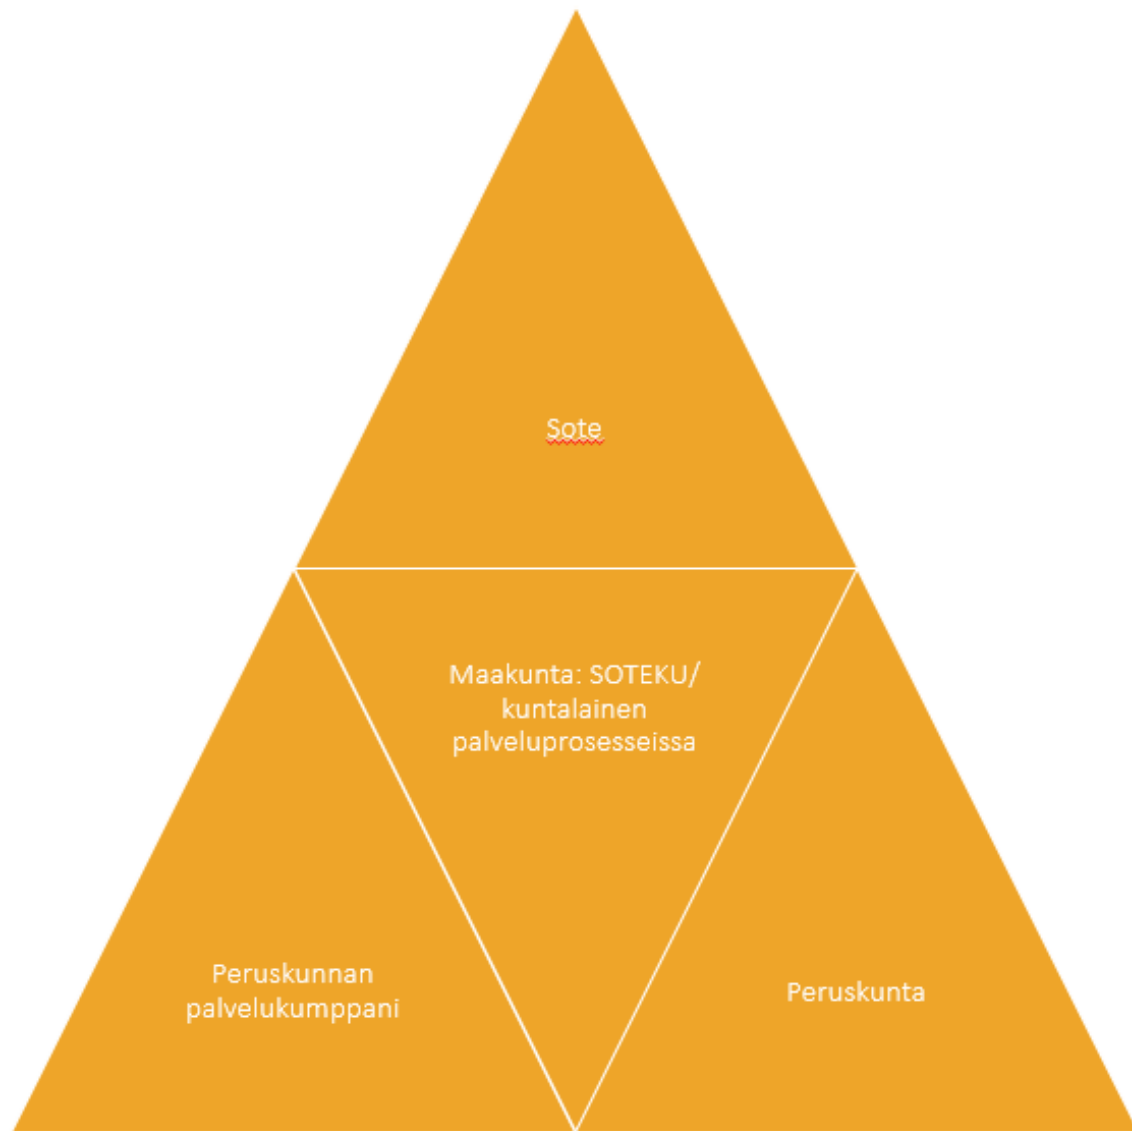 Sote
Maakunta: SOTEKU/
kuntalainen
palveluprosesseissa
Peruskunnan
palvelukumppani
Peruskunta